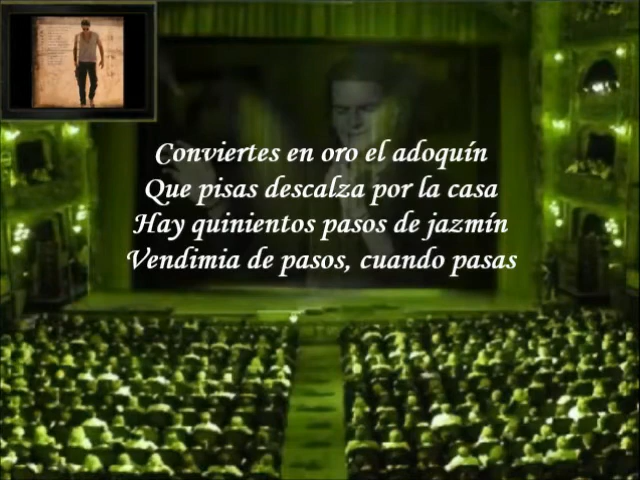 Conviertes en oro el adoquín
Que pisas descalza por la casa
Hay quinientos pasos de jazmín
Vendimia de pasos, cuando pasas